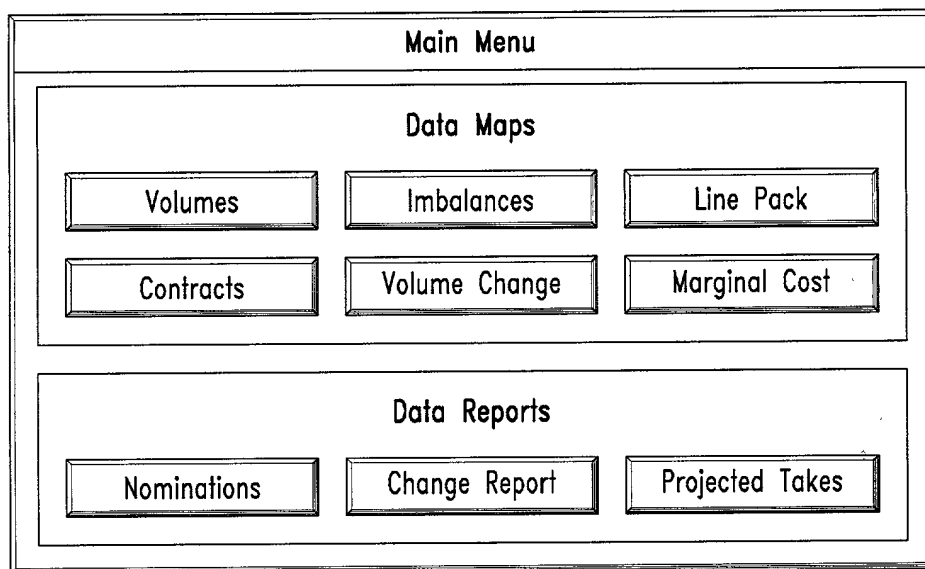 Main Menu
Data Maps
Volumes
Imbalances
Line Pack
Contracts
Volume Change
Marginal Cost
Data Reports
Nominations
Change Report
Projected Takes